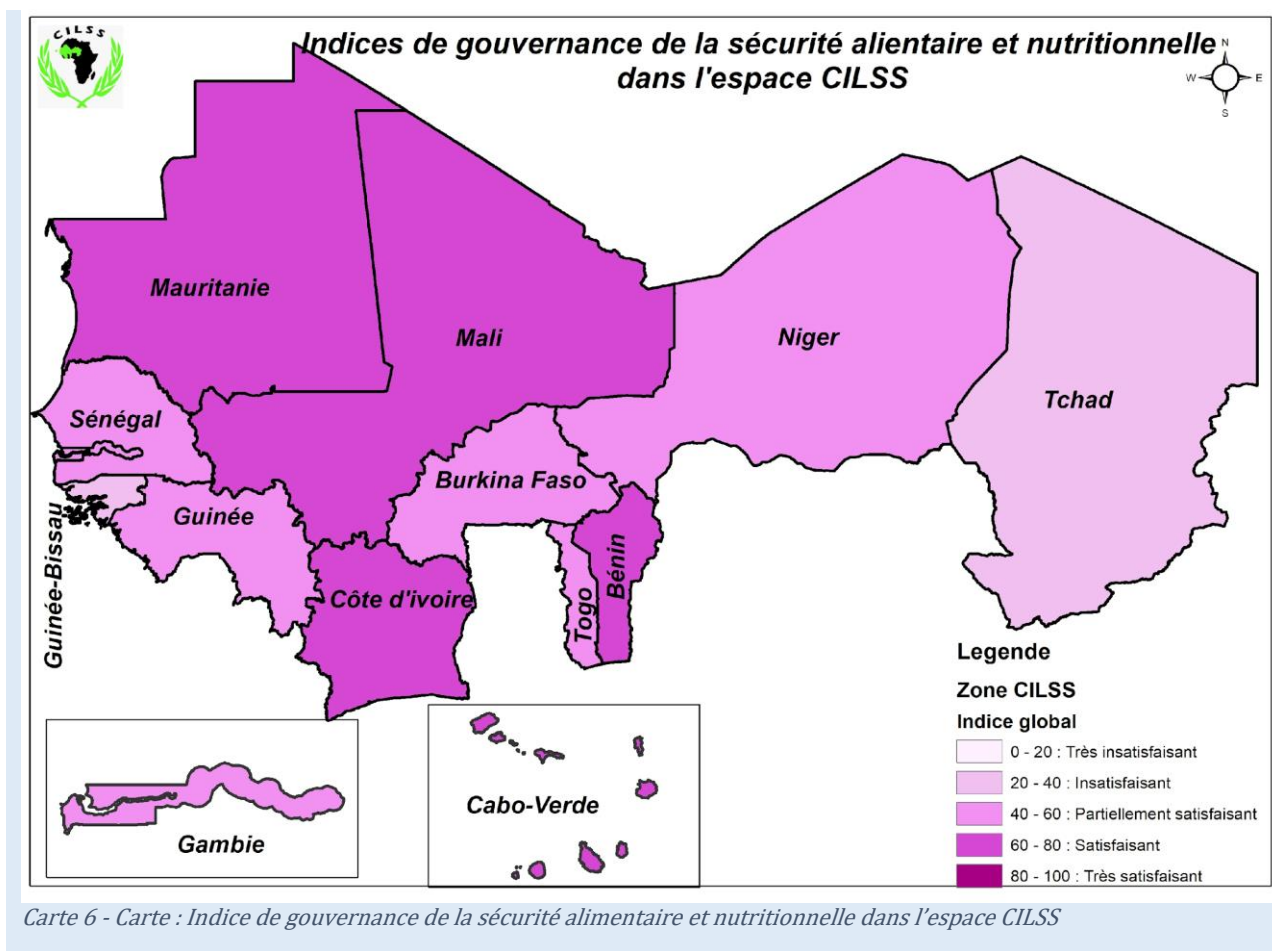 CILSS
Indices de gouvernance de la sécurité alientaire et nutritionnelle
dans l'espace CILSS
N
W E
S
Mauritanie
Mali
Niger
Tchad
Sénégal
Burkina Faso
Guinée
Guinée-Bissau
Côte d'ivoire
Togo
Bénin
Gambie
Cabo-Verde
Legende
Zone CILSS
Indice global
0 - 20 : Très insatisfaisant
20 - 40 : Insatisfaisant
40 - 60 : Partiellement satisfaisant
60 - 80 : Satisfaisant
80 - 100 : Très satisfaisant
Carte 6 - Carte : Indice de gouvernance de la sécurité alimentaire et nutritionnelle dans l’espace CILSS